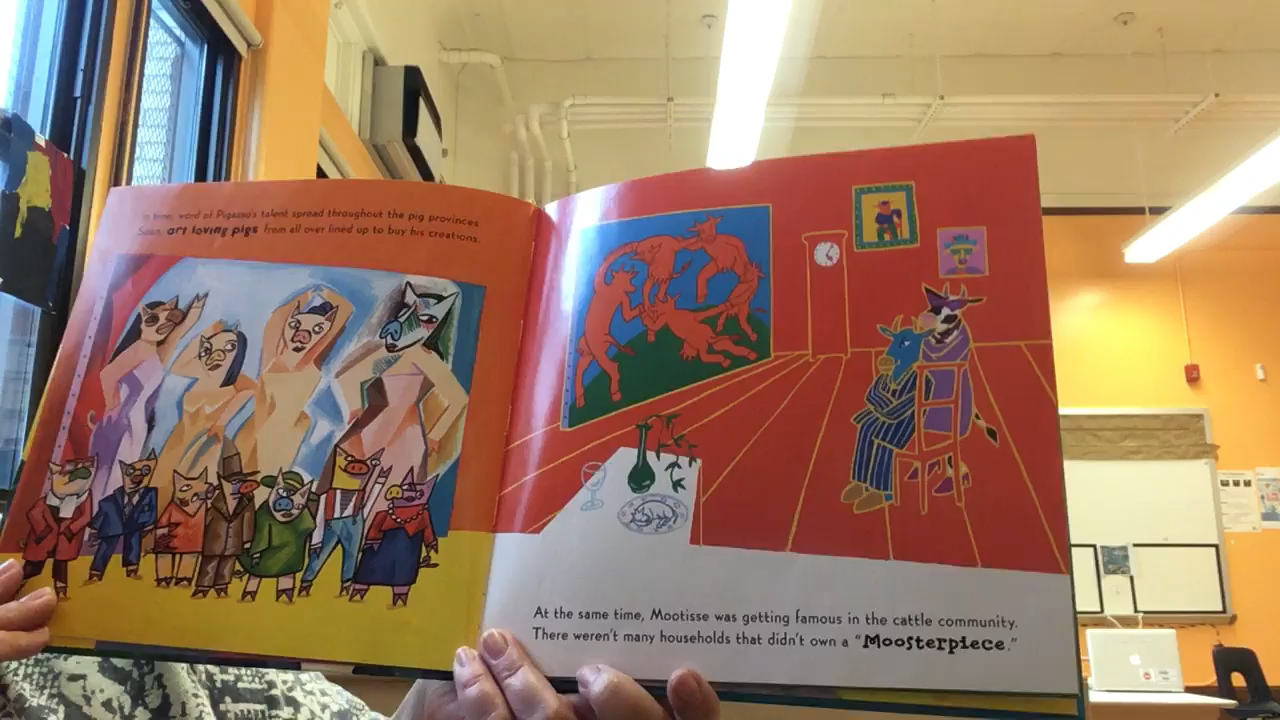 In time, word of Pigasso's talent spread throughout the pig provinces.
Soon, art loving pigs from all over lined up to buy his creations.
At the same time, Mootisse was getting famous in the cattle community.
There weren't many households that didn't own a "Moosterpiece."